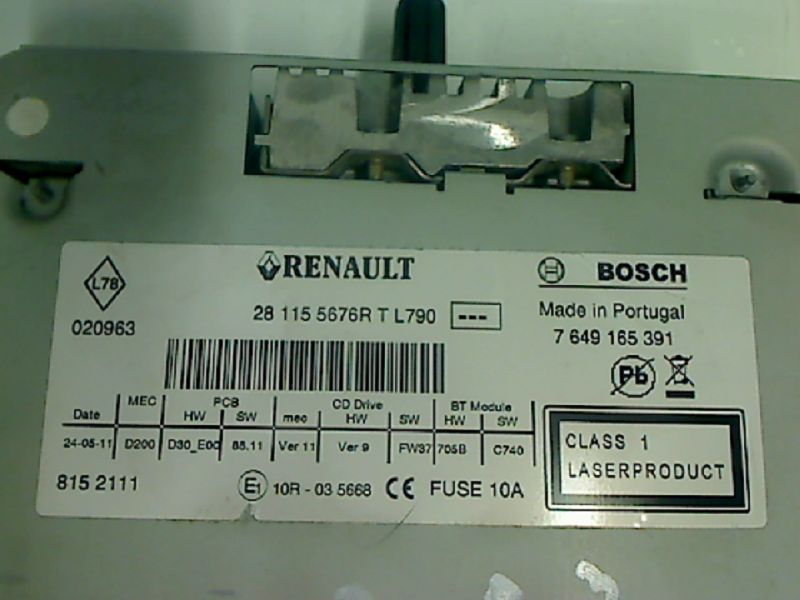 RENAULT
BOSCH
L78
020963
28 115 5676R T L790 ---
Made in Portugal
7 649 165 391
Pb
MEC PCB CD Drive BT Module
Date HW SW mec HW SW HW SW
24-05-11 D200 D30_E00 85.11 Ver 11 Ver 9 FW37 705B C740
CLASS 1
LASERPRODUCT
815 2111
E1 10R - 03 5668 CE FUSE 10A